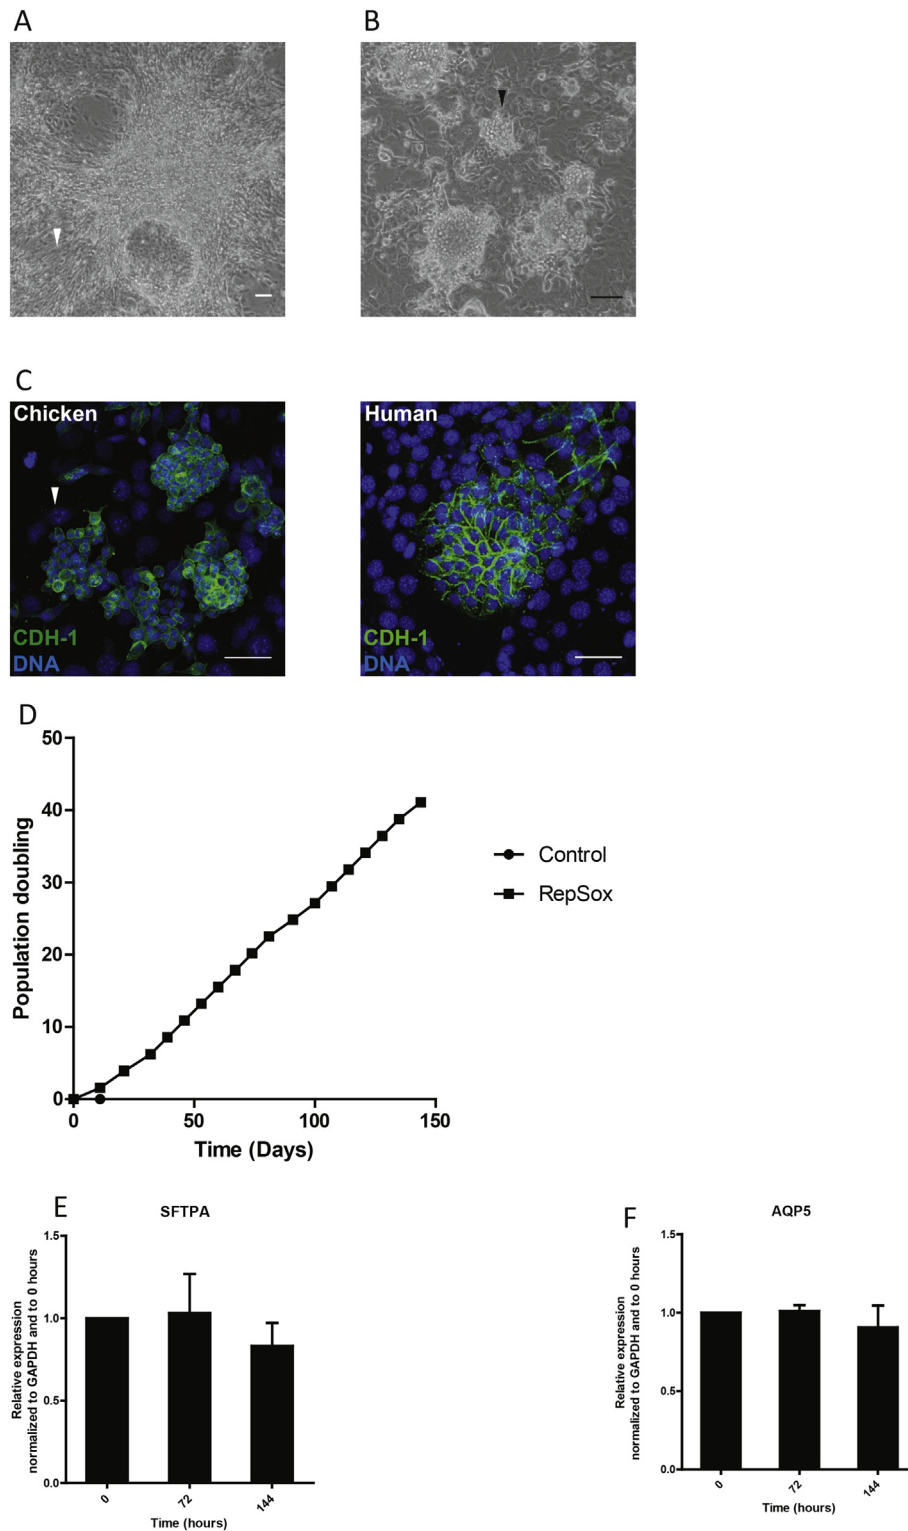 A
B
C
Chicken
CDH-1
DNA
Human
CDH-1
DNA
D
50
40
30
20
10
0
0
50
100
150
Population doubling
Time (Days)
Control
RepSox
E
SFTPA
1.5
1.0
0.5
0.0
Relative expression
normalized to GAPDH and to 0 hours
0
72
144
Time (hours)
F
AQP5
1.5
1.0
0.5
0.0
Relative expression
normalized to GAPDH and to 0 hours
0
72
144
Time (hours)